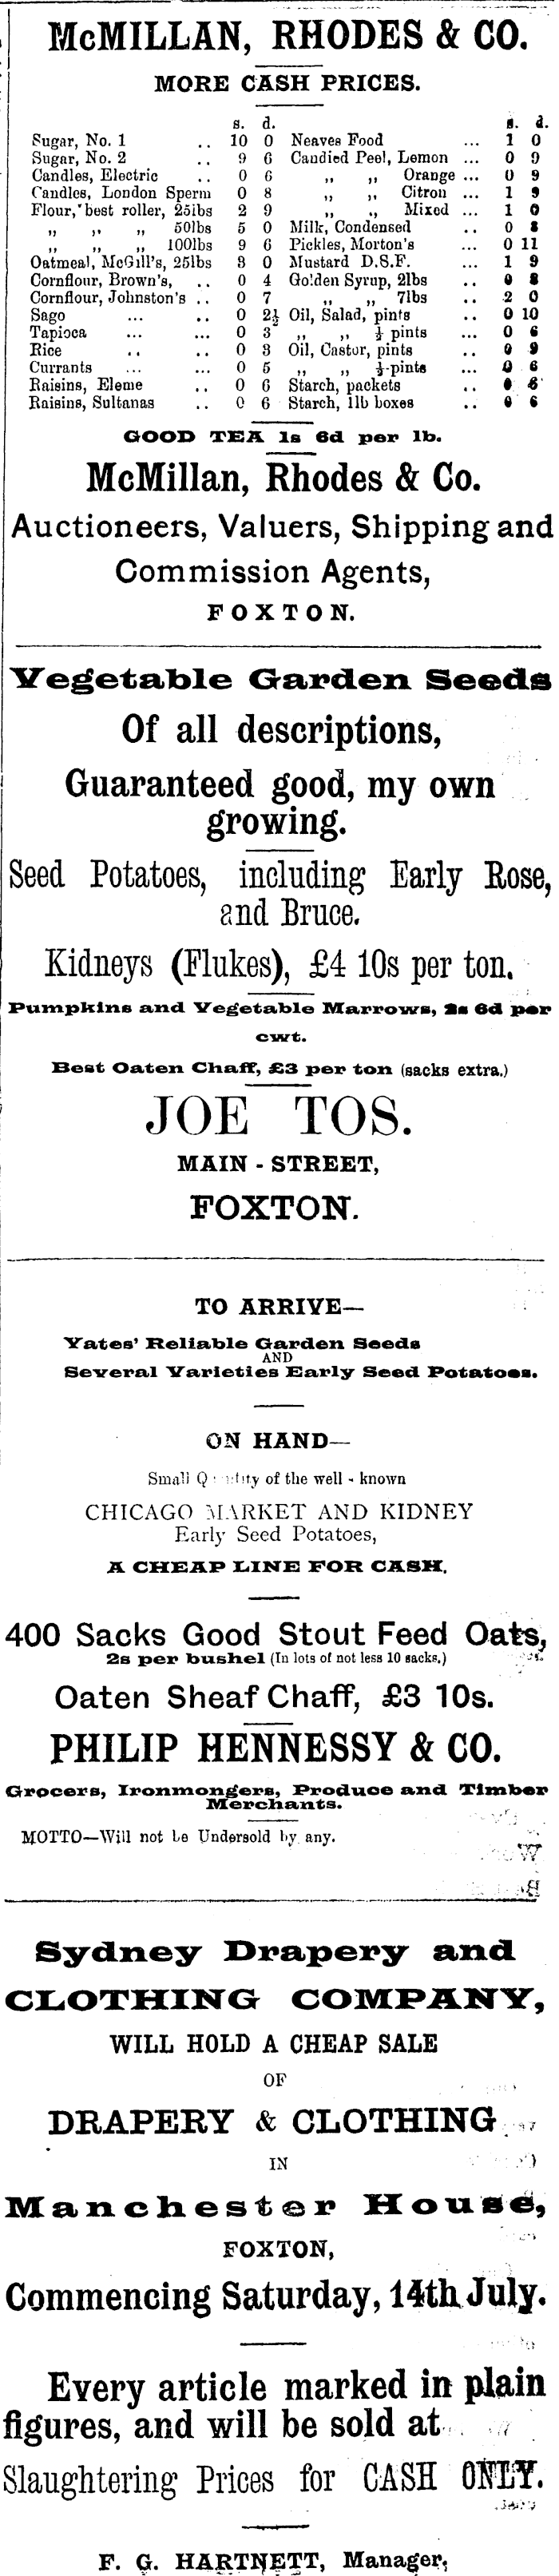 McMILLAN, RHODES & CO.
MORE CASH PRICES.
s. d.
Sugar, No. 1 .. 10 0
Sugar, No. 2 .. 9 6
Candles, Electric .. 0 6
Candles, London Sperm 0 8
Flour, best roller, 25lbs 2 9
„ „ „ 50lbs 5 0
„ „ „ 100lbs 9 6
Oatmeal, McGill's, 25lbs 3 0
Cornflour, Brown's, .. 0 4
Cornflour, Johnston's .. 0 7
Sago ... ... 0 2½
Tapioca ... ... 0 3
Rice .. .. 0 3
Currants ... ... 0 5
Raisins, Eleme .. 0 6
Raisins, Sultanas .. 0 6
s. d.
Neaves Food ... 1 0
Candied Peel, Lemon ... 0 9
„ „ Orange ... 0 9
„ „ Citron ... 1 9
„ „ Mixed ... 1 0
Milk, Condensed .. 0
Pickles, Morton's ... 0 11
Mustard D.S.F. ... 1 9
Golden Syrup, 2lbs ..
„ „ 7lbs .. 2 0
Oil, Salad, pints .. 0 10
„ „ ½ pints ... 0 6
Oil, Castor, pints .. 0 9
„ „ ½-pints ... 0 6
Starch, packets .. 
Starch, 1lb boxes .. 0 6
GOOD TEA 1s 6d per lb.
McMillan, Rhodes & Co.
Auctioneers, Valuers, Shipping and
Commission Agents,
FOXTON.
Vegetable Garden Seeds
Of all descriptions,
Guaranteed good, my own
growing.
Seed Potatoes, including Early Rose,
and Bruce.
Kidneys (Flukes), £4 10s per ton.
Pumpkins and Vegetable Marrows, 6d per
cwt.
Best Oaten Chaff, £3 per ton (sacks extra.)
JOE TOS.
MAIN - STREET,
FOXTON.
TO ARRIVE—
Yates' Reliable Garden Seeds
AND
Several Varieties Early Seed Potatoes.
ON HAND—
Small of the well - known
CHICAGO MARKET AND KIDNEY
Early Seed Potatoes,
A CHEAP LINE FOR CASH.
400 Sacks Good Stout Feed Oats,
2s per bushel (In lots of not less 10 sacks.)
Oaten Sheaf Chaff, £3 10s.
PHILIP HENNESSY & CO.
Grocers, Ironmongers, Produce and Timber
Merchants.
MOTTO—Will not be Undersold by any.
Sydney Drapery and
CLOTHING COMPANY,
WILL HOLD A CHEAP SALE
OF
DRAPERY & CLOTHING
IN
Manchester House,
FOXTON,
Commencing Saturday, 14th July.
Every article marked in plain
figures, and will be sold at
Slaughtering Prices for CASH ONLY.
F. G. HARTNETT, Manager,